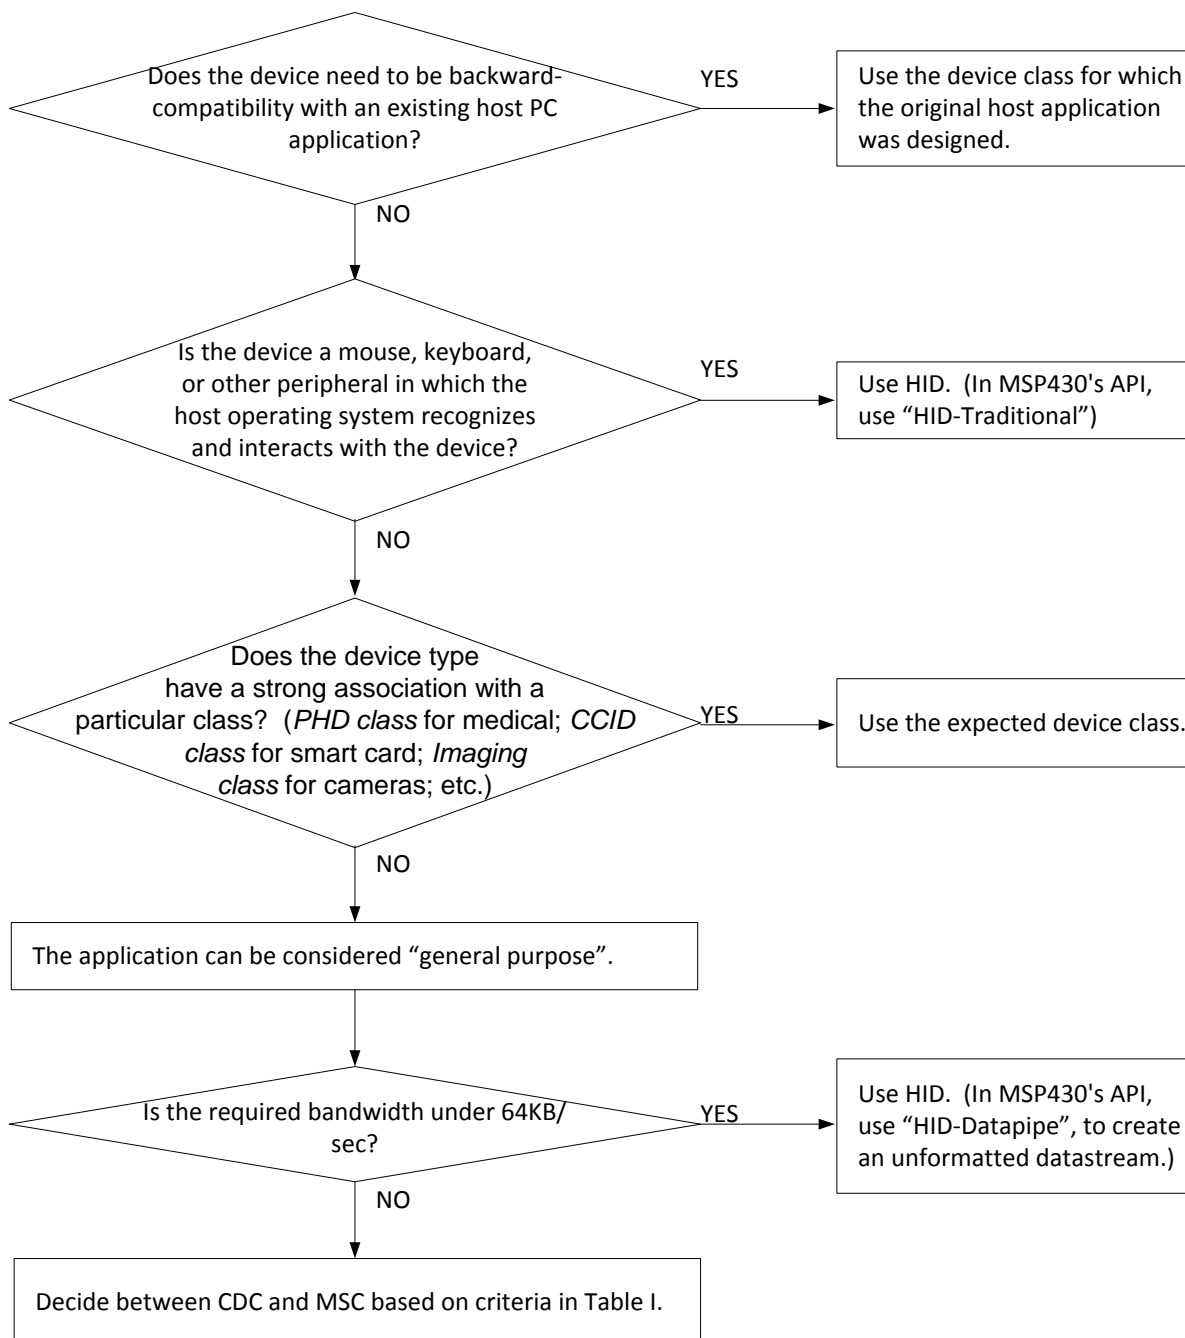 Does the device need to be backward-
compatibility with an existing host PC
application?
YES
Use the device class for which
the original host application
was designed.
NO
Is the device a mouse, keyboard,
or other peripheral in which the
host operating system recognizes
and interacts with the device?
YES
Use HID.  (In MSP430's API,
use “HID-Traditional”)
NO
Does the device type
have a strong association with a
particular class?  (PHD class for medical; CCID
class for smart card; Imaging
class for cameras; etc.)
YES
Use the expected device class.
NO
The application can be considered “general purpose”.
Is the required bandwidth under 64KB/
sec?
YES
Use HID.  (In MSP430's API,
use “HID-Datapipe”, to create
an unformatted datastream.)
NO
Decide between CDC and MSC based on criteria in Table I.